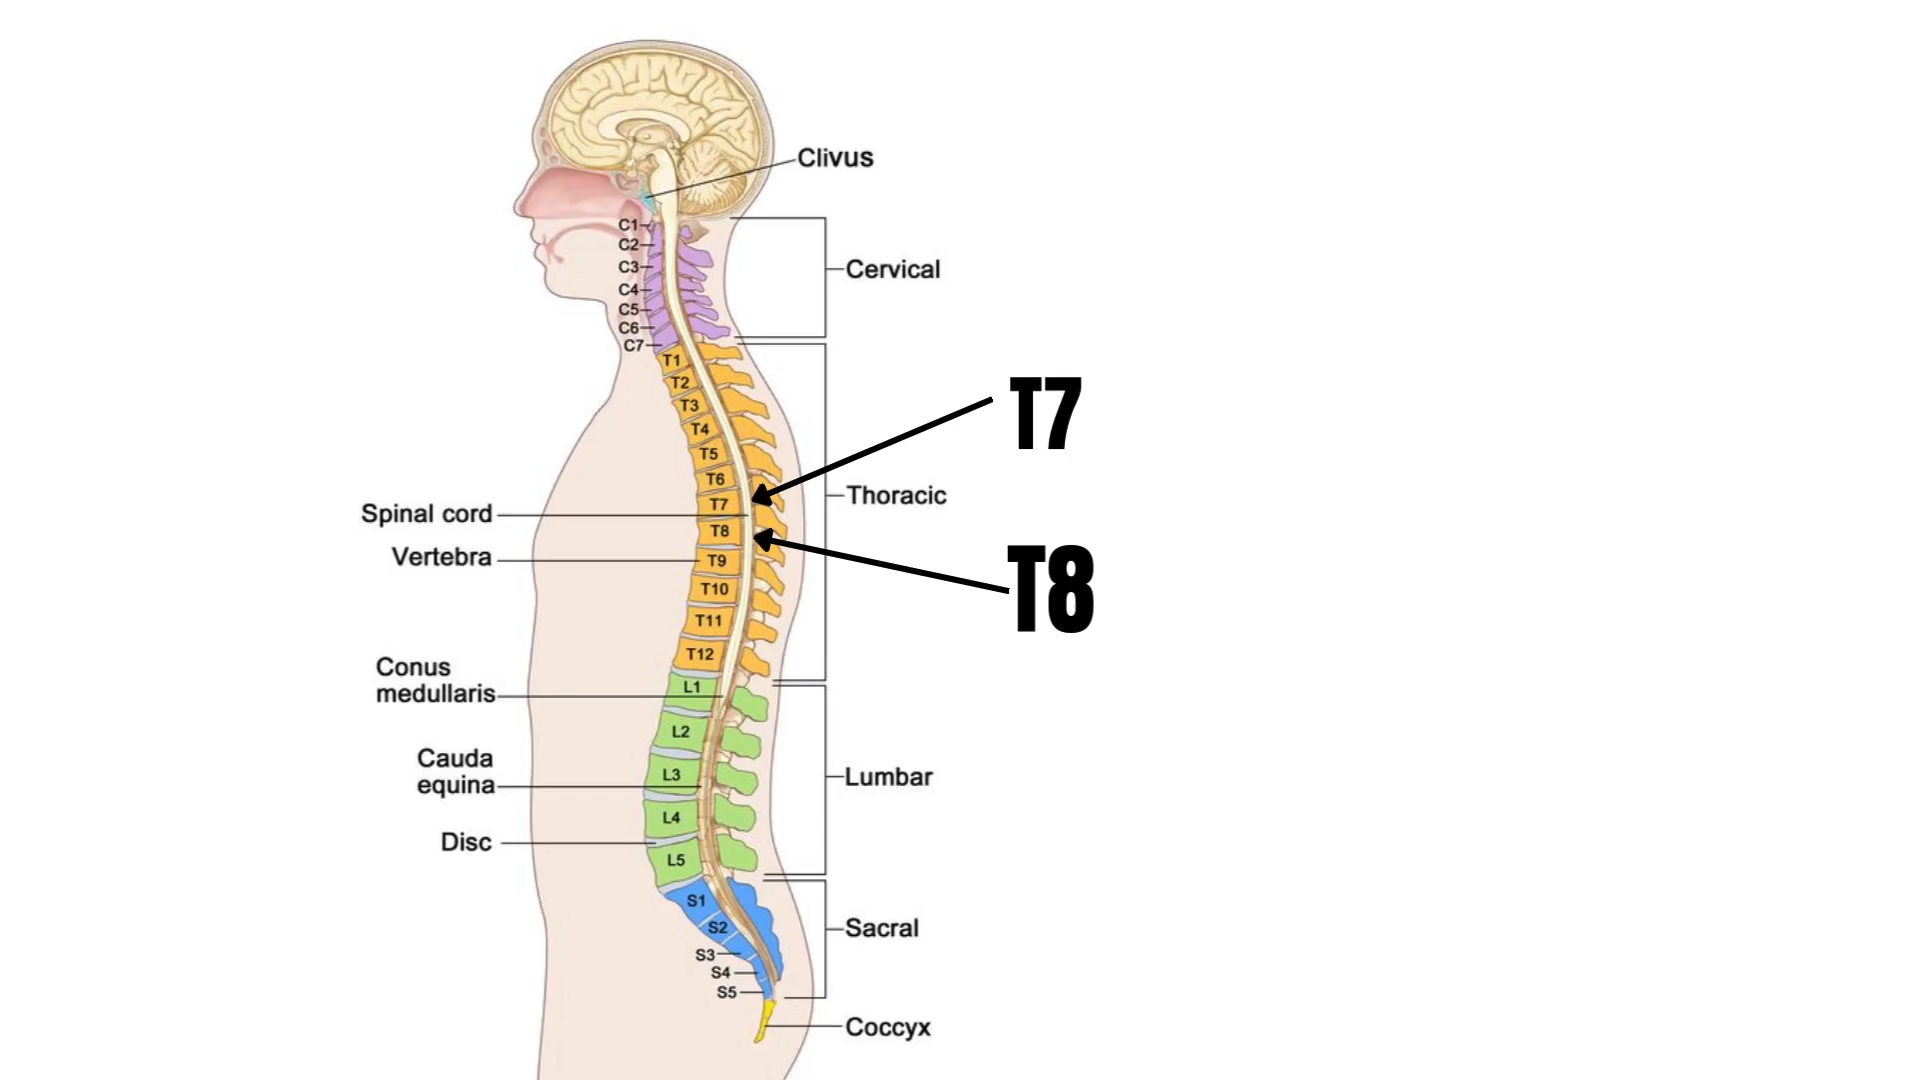 Clivus
C1
C2
C3
C4
C5
C6
C7
Cervical
T1
T2
T3
T4
T5
T6
T7
T8
T9
T10
T11
T12
T7
Thoracic
T8
Spinal cord
Vertebra
Conus
medullaris
L1
L2
L3
L4
L5
Lumbar
Cauda
equina
Disc
S1
S2
S3
S4
S5
Sacral
Coccyx